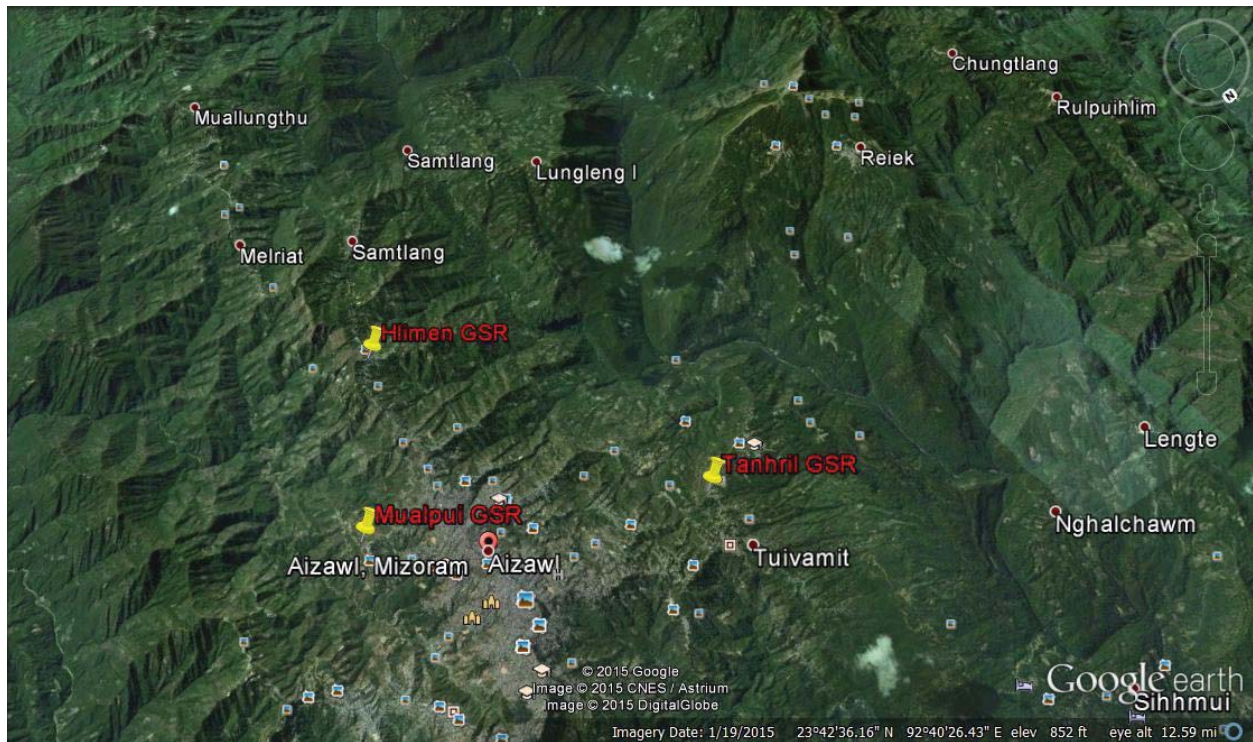 Chungtlang
Rulpuihlim
Muallungthu
Samtlang
Lungleng I
Reiek
Melriat
Samtlang
Hlimen GSR
Lengte
Tanhril GSR
Mualpui GSR
Nghalchawm
Aizawl, Mizoram
Aizawl
Tuivamit
© 2015 Google
Image © 2015 CNES / Astrium
Image © 2015 DigitalGlobe
Google earth
Sihhmui
Imagery Date: 1/19/2015 23°42'36.16" N 92°40'26.43" E elev 852 ft eye alt 12.59 mi
N